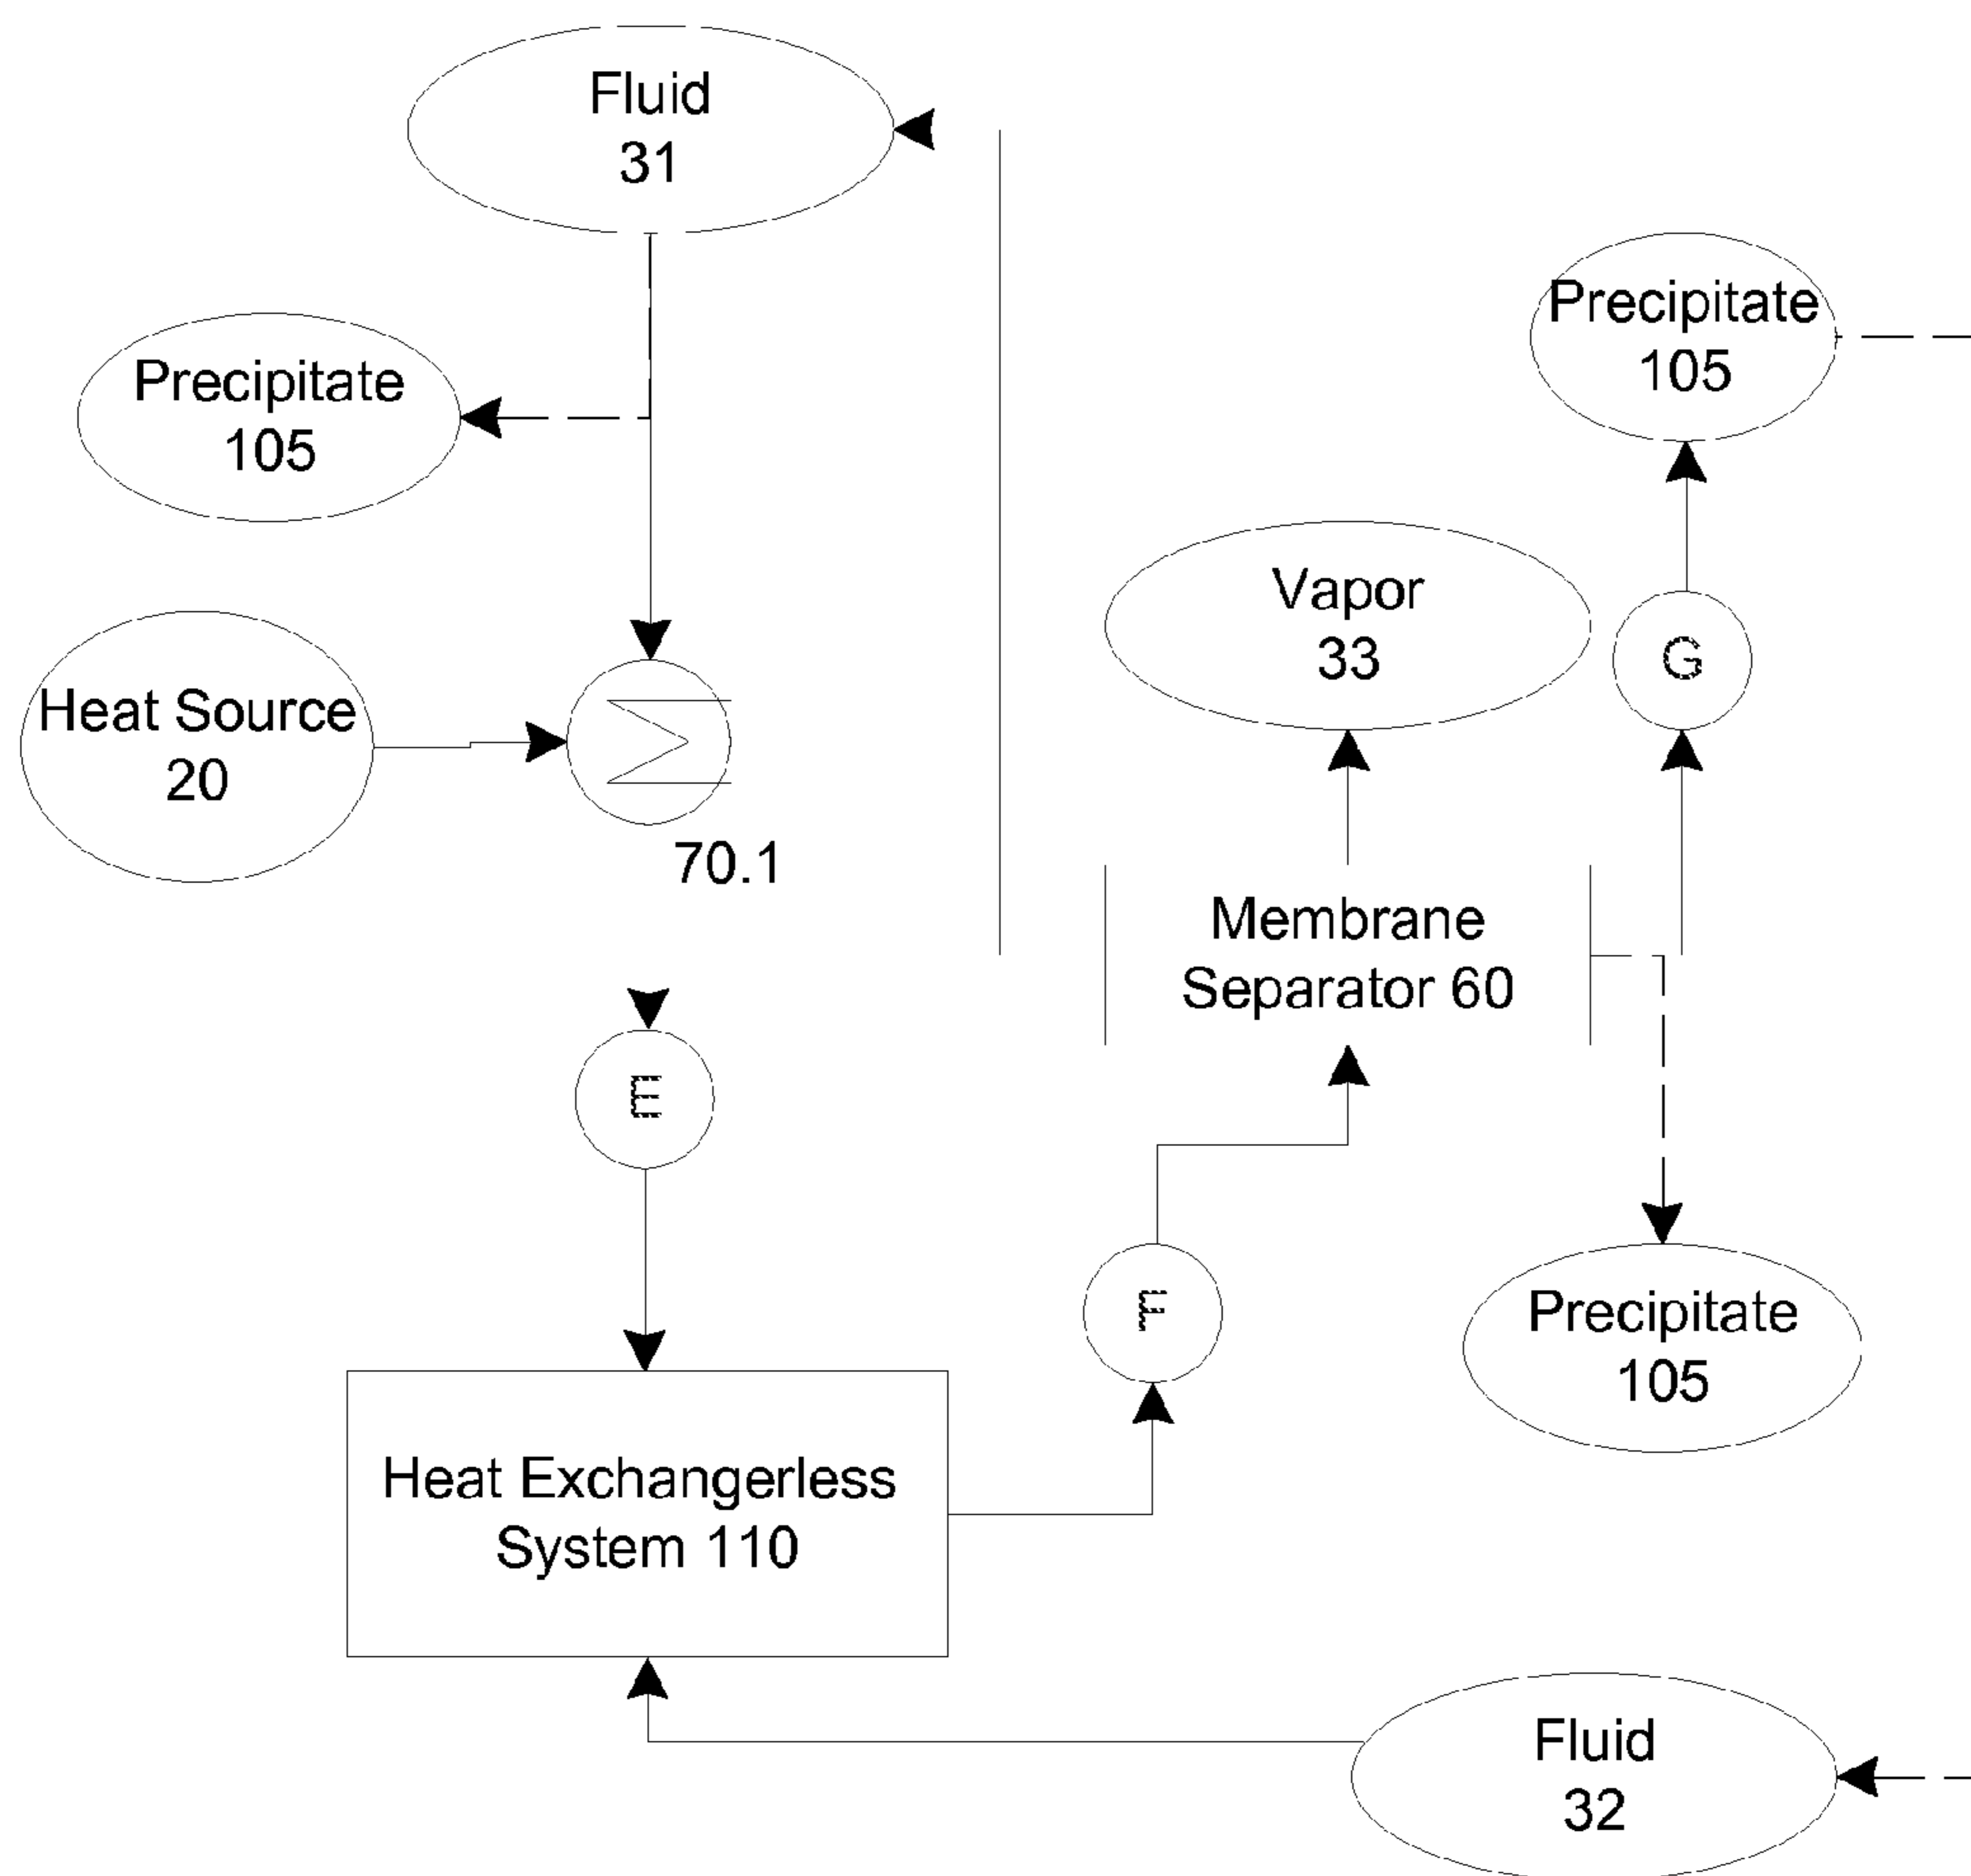 Fluid
31
Precipitate
105
Precipitate
105
Vapor
33
G
Heat Source
20
70.1
Membrane
Separator 60
E
F
Precipitate
105
Heat Exchangerless
System 110
Fluid
32